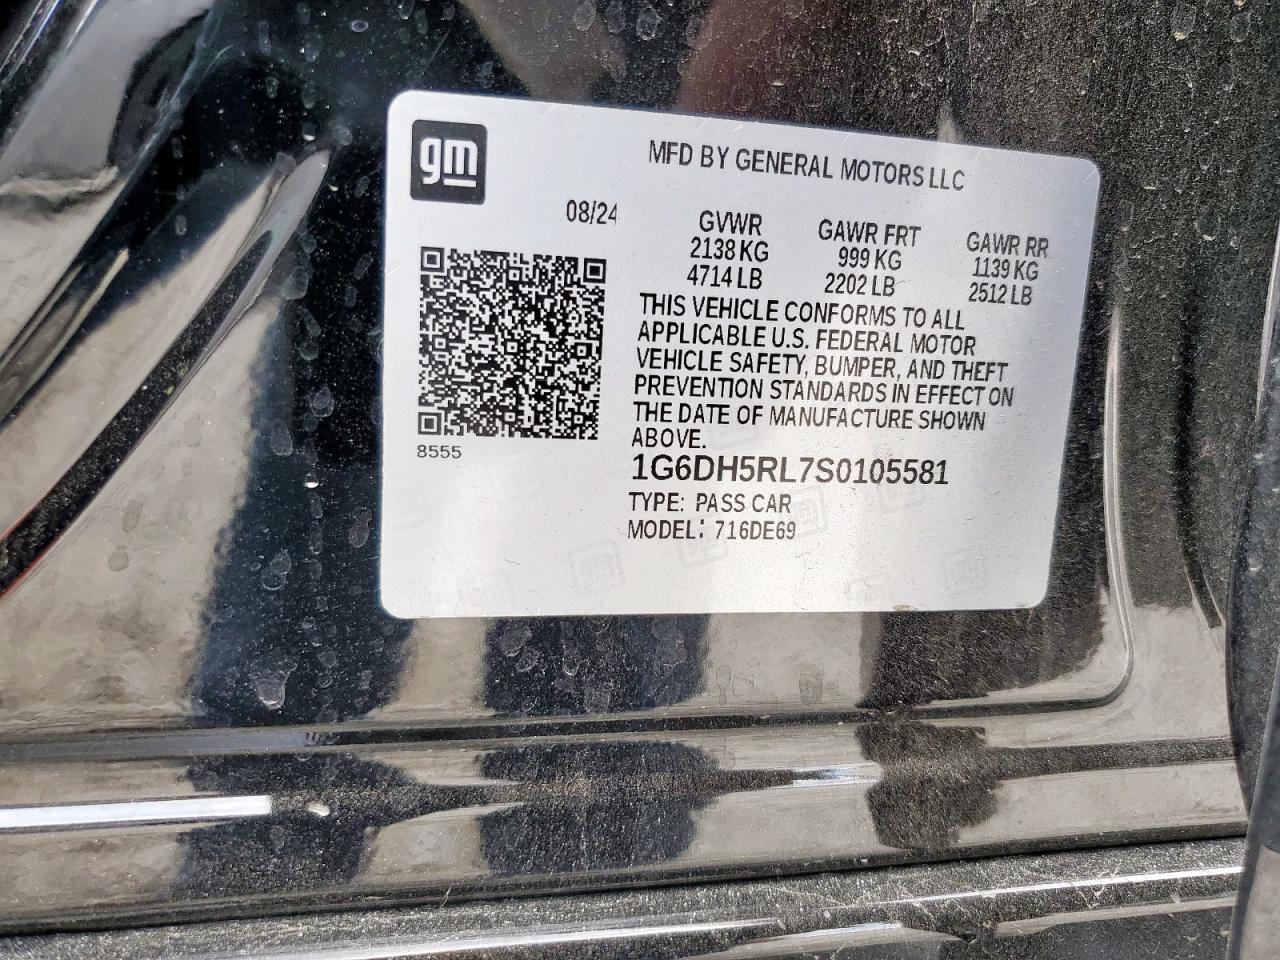 gm
MFD BY GENERAL MOTORS LLC
08/24
GVWR GAWR FRT GAWR RR
2138 KG 999 KG 1139 KG
4714 LB 2202 LB 2512 LB
THIS VEHICLE CONFORMS TO ALL
APPLICABLE U.S. FEDERAL MOTOR
VEHICLE SAFETY, BUMPER, AND THEFT
PREVENTION STANDARDS IN EFFECT ON
THE DATE OF MANUFACTURE SHOWN
ABOVE.
8555
1G6DH5RL7S0105581
TYPE: PASS CAR
MODEL: 716DE69